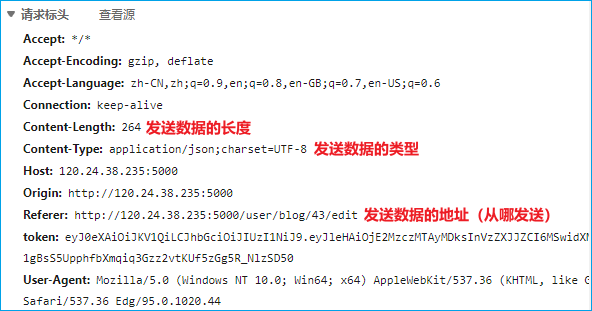 请求标头 查看源
Accept: */*
Accept-Encoding: gzip, deflate
Accept-Language: zh-CN,zh;q=0.9,en;q=0.8,en-GB;q=0.7,en-US;q=0.6
Connection: keep-alive
Content-Length: 264 发送数据的长度
Content-Type: application/json;charset=UTF-8 发送数据的类型
Host: 120.24.38.235:5000
Origin: http://120.24.38.235:5000
Referer: http://120.24.38.235:5000/user/blog/43/edit 发送数据的地址（从哪发送）
token: eyJ0eXAiOiJKV1QiLCJhbGciOiJIUzI1NiJ9.eyJleHAiOjE2MzczMTAyMDksInVzZXJJZCI6MSwidXN
1gBsS5UpphfbXmqiq3Gzz2vtKUf5zGg5R_NlzSD50
User-Agent: Mozilla/5.0 (Windows NT 10.0; Win64; x64) AppleWebKit/537.36 (KHTML, like G
Safari/537.36 Edg/95.0.1020.44